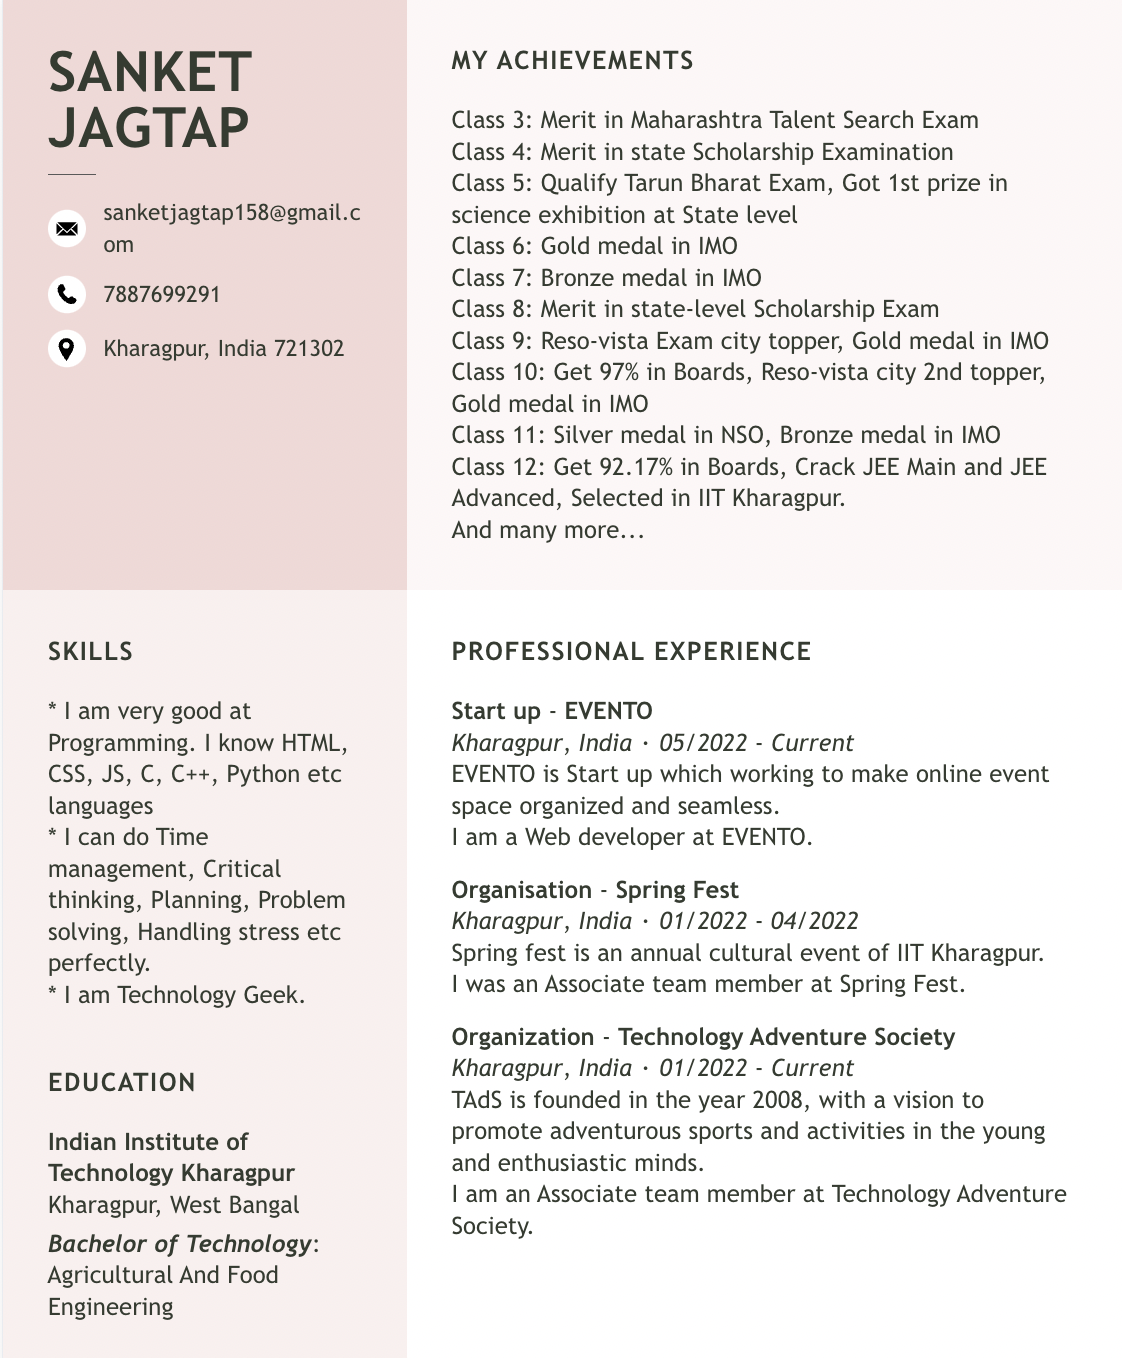 SANKET
JAGTAP
sanketjagtap158@gmail.c
om
7887699291
Kharagpur, India 721302
MY ACHIEVEMENTS
Class 3: Merit in Maharashtra Talent Search Exam
Class 4: Merit in state Scholarship Examination
Class 5: Qualify Tarun Bharat Exam, Got 1st prize in
science exhibition at State level
Class 6: Gold medal in IMO
Class 7: Bronze medal in IMO
Class 8: Merit in state-level Scholarship Exam
Class 9: Reso-vista Exam city topper, Gold medal in IMO
Class 10: Get 97% in Boards, Reso-vista city 2nd topper,
Gold medal in IMO
Class 11: Silver medal in NSO, Bronze medal in IMO
Class 12: Get 92.17% in Boards, Crack JEE Main and JEE
Advanced, Selected in IIT Kharagpur.
And many more...
SKILLS
* I am very good at
Programming. I know HTML,
CSS, JS, C, C++, Python etc
languages
* I can do Time
management, Critical
thinking, Planning, Problem
solving, Handling stress etc
perfectly.
* I am Technology Geek.
EDUCATION
Indian Institute of
Technology Kharagpur
Kharagpur, West Bangal
Bachelor of Technology:
Agricultural And Food
Engineering
PROFESSIONAL EXPERIENCE
Start up - EVENTO
Kharagpur, India · 05/2022 - Current
EVENTO is Start up which working to make online event
space organized and seamless.
I am a Web developer at EVENTO.
Organisation - Spring Fest
Kharagpur, India · 01/2022 - 04/2022
Spring fest is an annual cultural event of IIT Kharagpur.
I was an Associate team member at Spring Fest.
Organization - Technology Adventure Society
Kharagpur, India · 01/2022 - Current
TAdS is founded in the year 2008, with a vision to
promote adventurous sports and activities in the young
and enthusiastic minds.
I am an Associate team member at Technology Adventure
Society.